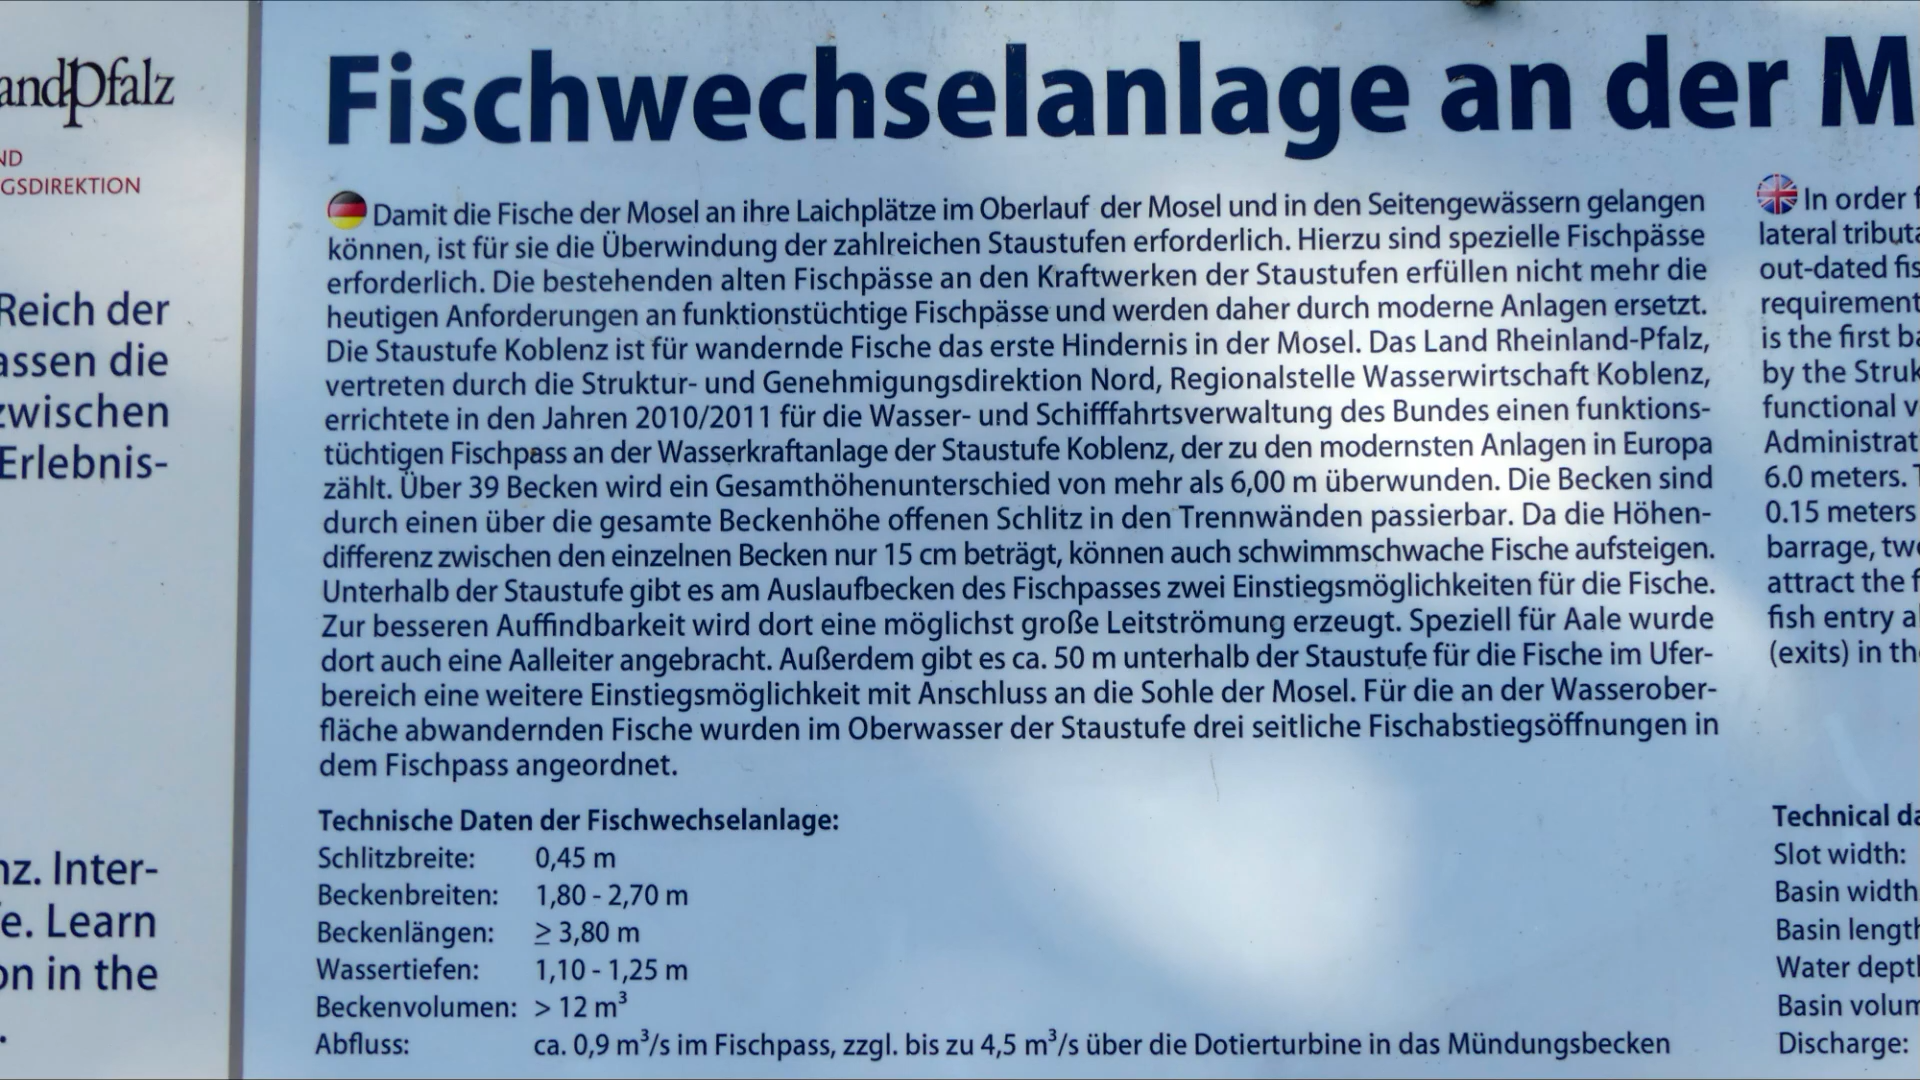 andPfalz
ND
GSDIREKTION
Reich der
assen die
zwischen
Erlebnis-
nz. Inter-
e. Learn
on in the
.
Fischwechselanlage an der M
Damit die Fische der Mosel an ihre Laichplätze im Oberlauf der Mosel und in den Seitengewässern gelangen
können, ist für sie die Überwindung der zahlreichen Staustufen erforderlich. Hierzu sind spezielle Fischpässe
erforderlich. Die bestehenden alten Fischpässe an den Kraftwerken der Staustufen erfüllen nicht mehr die
heutigen Anforderungen an funktionstüchtige Fischpässe und werden daher durch moderne Anlagen ersetzt.
Die Staustufe Koblenz ist für wandernde Fische das erste Hindernis in der Mosel. Das Land Rheinland-Pfalz,
vertreten durch die Struktur- und Genehmigungsdirektion Nord, Regionalstelle Wasserwirtschaft Koblenz,
errichtete in den Jahren 2010/2011 für die Wasser- und Schifffahrtsverwaltung des Bundes einen funktions-
tüchtigen Fischpass an der Wasserkraftanlage der Staustufe Koblenz, der zu den modernsten Anlagen in Europa
zählt. Über 39 Becken wird ein Gesamthöhenunterschied von mehr als 6,00 m überwunden. Die Becken sind
durch einen über die gesamte Beckenhöhe offenen Schlitz in den Trennwänden passierbar. Da die Höhen-
differenz zwischen den einzelnen Becken nur 15 cm beträgt, können auch schwimmschwache Fische aufsteigen.
Unterhalb der Staustufe gibt es am Auslaufbecken des Fischpasses zwei Einstiegsmöglichkeiten für die Fische.
Zur besseren Auffindbarkeit wird dort eine möglichst große Leitströmung erzeugt. Speziell für Aale wurde
dort auch eine Aalleiter angebracht. Außerdem gibt es ca. 50 m unterhalb der Staustufe für die Fische im Ufer-
bereich eine weitere Einstiegsmöglichkeit mit Anschluss an die Sohle der Mosel. Für die an der Wasserober-
fläche abwandernden Fische wurden im Oberwasser der Staustufe drei seitliche Fischabstiegsöffnungen in
dem Fischpass angeordnet.
Technische Daten der Fischwechselanlage:
Schlitzbreite: 0,45 m
Beckenbreiten: 1,80 - 2,70 m
Beckenlängen: ≥ 3,80 m
Wassertiefen: 1,10 - 1,25 m
Beckenvolumen: > 12 m³
Abfluss: ca. 0,9 m³/s im Fischpass, zzgl. bis zu 4,5 m³/s über die Dotierturbine in das Mündungsbecken
In order f
lateral tributa
out-dated fis
requirement
is the first ba
by the Struk
functional v
Administrat
6.0 meters. T
0.15 meters
barrage, two
attract the f
fish entry a
(exits) in th
Technical da
Slot width:
Basin width
Basin length
Water depth
Basin volum
Discharge: